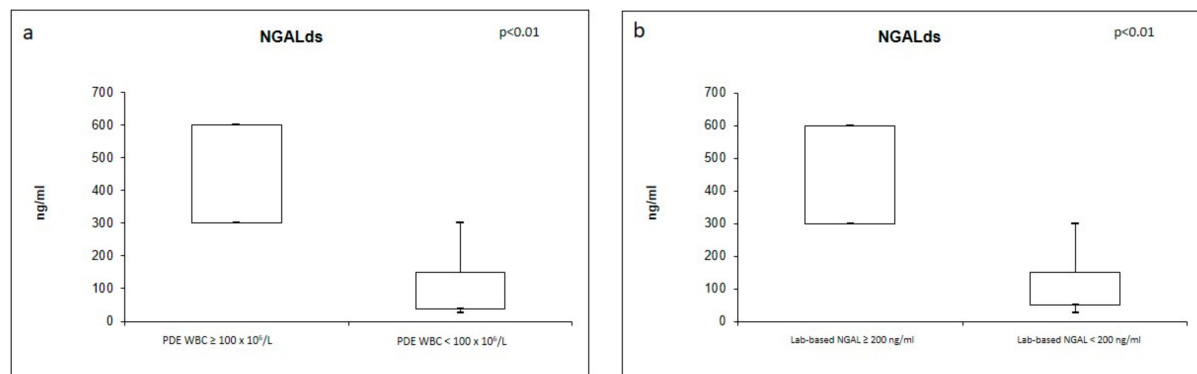 a
NGALds
p<0.01
700
600
500
400
300
200
100
0
ng/ml
PDE WBC ≥ 100 x 10⁶/L
PDE WBC < 100 x 10⁶/L
b
NGALds
p<0.01
700
600
500
400
300
200
100
0
ng/ml
Lab-based NGAL ≥ 200 ng/ml
Lab-based NGAL < 200 ng/ml